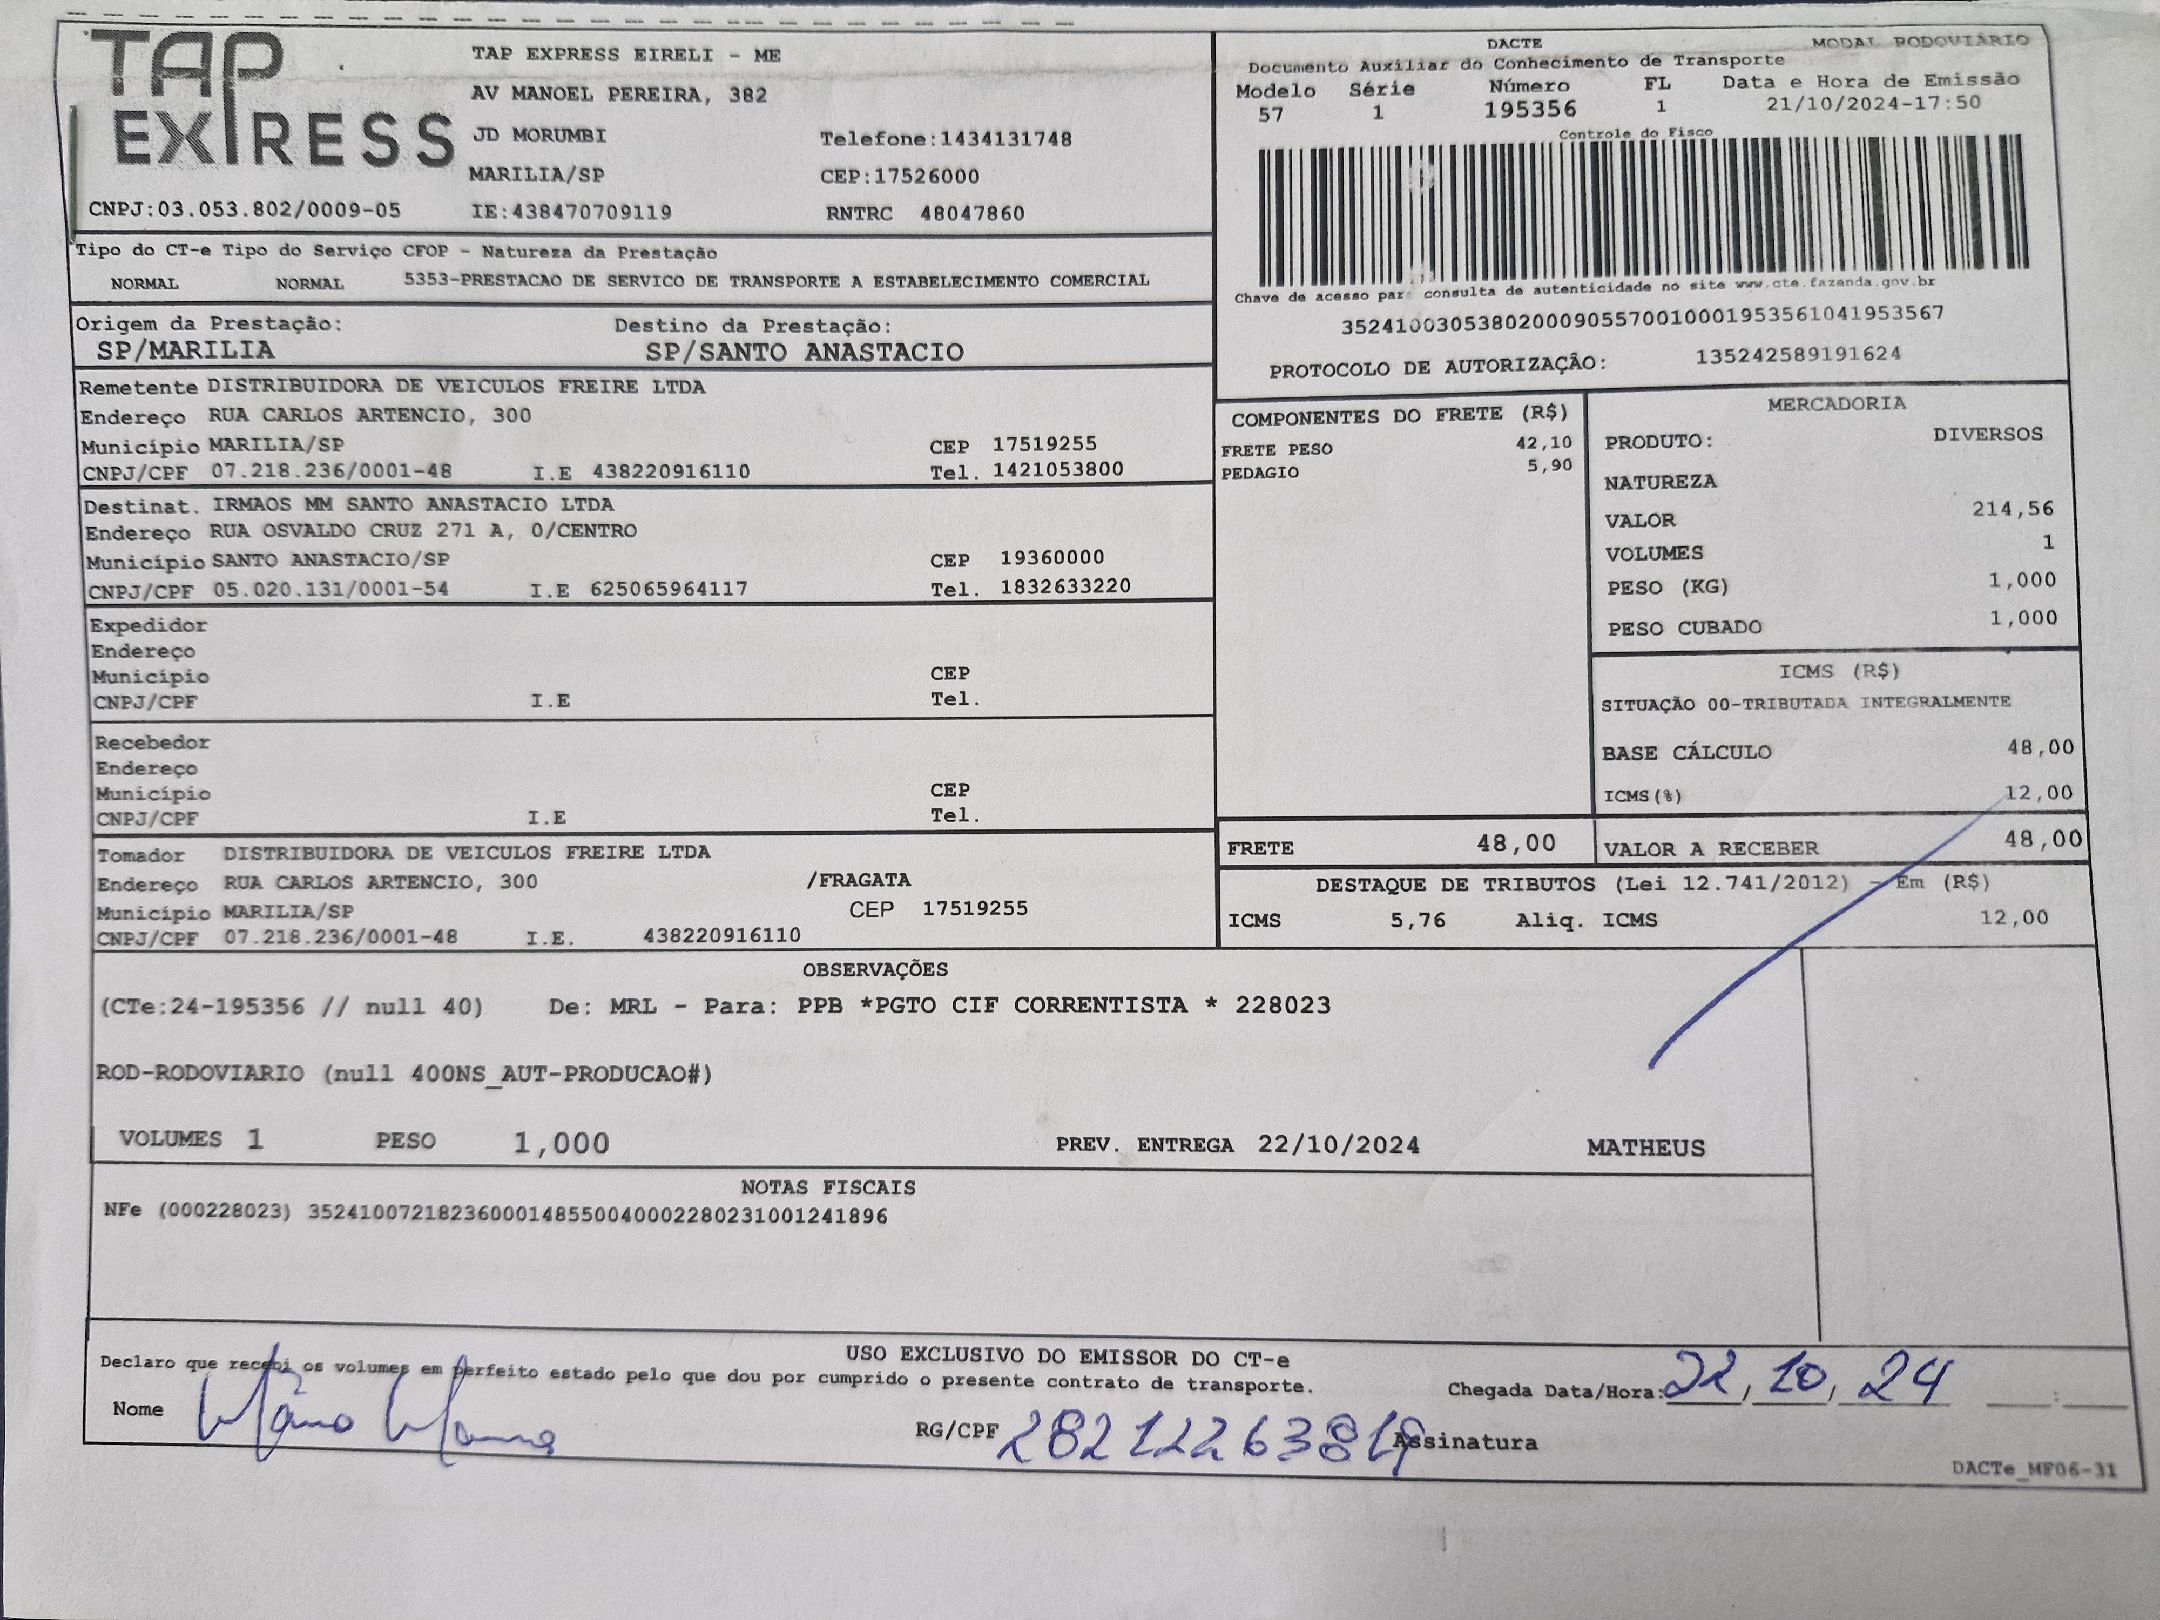 TAP EXPRESS
TAP EXPRESS EIRELI - ME
AV MANOEL PEREIRA, 382
JD MORUMBI Telefone:1434131748
MARILIA/SP CEP:17526000
CNPJ:03.053.802/0009-05 IE:438470709119 RNTRC 48047860
DACTE MODAL RODOVIÁRIO
Documento Auxiliar do Conhecimento de Transporte
Modelo Série Número FL Data e Hora de Emissão
57 1 195356 1 21/10/2024-17:50
Controle do Fisco
Chave de acesso para consulta de autenticidade no site www.cte.fazenda.gov.br
35241003053802000905570010001953561041953567
PROTOCOLO DE AUTORIZAÇÃO: 135242589191624
Tipo do CT-e Tipo do Serviço CFOP - Natureza da Prestação
NORMAL NORMAL 5353-PRESTACAO DE SERVICO DE TRANSPORTE A ESTABELECIMENTO COMERCIAL
Origem da Prestação: Destino da Prestação:
SP/MARILIA SP/SANTO ANASTACIO
Remetente DISTRIBUIDORA DE VEICULOS FREIRE LTDA
Endereço RUA CARLOS ARTENCIO, 300
Município MARILIA/SP CEP 17519255
CNPJ/CPF 07.218.236/0001-48 I.E 438220916110 Tel. 1421053800
Destinat. IRMAOS MM SANTO ANASTACIO LTDA
Endereço RUA OSVALDO CRUZ 271 A, 0/CENTRO
Município SANTO ANASTACIO/SP CEP 19360000
CNPJ/CPF 05.020.131/0001-54 I.E 625065964117 Tel. 1832633220
Expedidor
Endereço
Município CEP
CNPJ/CPF I.E Tel.
Recebedor
Endereço
Município CEP
CNPJ/CPF I.E Tel.
Tomador DISTRIBUIDORA DE VEICULOS FREIRE LTDA
Endereço RUA CARLOS ARTENCIO, 300 /FRAGATA
Município MARILIA/SP CEP 17519255
CNPJ/CPF 07.218.236/0001-48 I.E. 438220916110
COMPONENTES DO FRETE (R$)
FRETE PESO 42,10
PEDAGIO 5,90
MERCADORIA
PRODUTO: DIVERSOS
NATUREZA
VALOR 214,56
VOLUMES 1
PESO (KG) 1,000
PESO CUBADO 1,000
ICMS (R$)
SITUAÇÃO 00-TRIBUTADA INTEGRALMENTE
BASE CÁLCULO 48,00
ICMS(%) 12,00
FRETE 48,00 VALOR A RECEBER 48,00
DESTAQUE DE TRIBUTOS (Lei 12.741/2012) - Em (R$)
ICMS 5,76 Aliq. ICMS 12,00
OBSERVAÇÕES
(CTe:24-195356 // null 40) De: MRL - Para: PPB *PGTO CIF CORRENTISTA * 228023
ROD-RODOVIARIO (null 400NS_AUT-PRODUCAO#)
VOLUMES 1 PESO 1,000 PREV. ENTREGA 22/10/2024 MATHEUS
NOTAS FISCAIS
NFe (000228023) 35241007218236000148550040002280231001241896
USO EXCLUSIVO DO EMISSOR DO CT-e
Declaro que recebi os volumes em perfeito estado pelo que dou por cumprido o presente contrato de transporte.
Chegada Data/Hora: 22, 10, 24 :
Nome RG/CPF Assinatura
DACTe_MF06-31